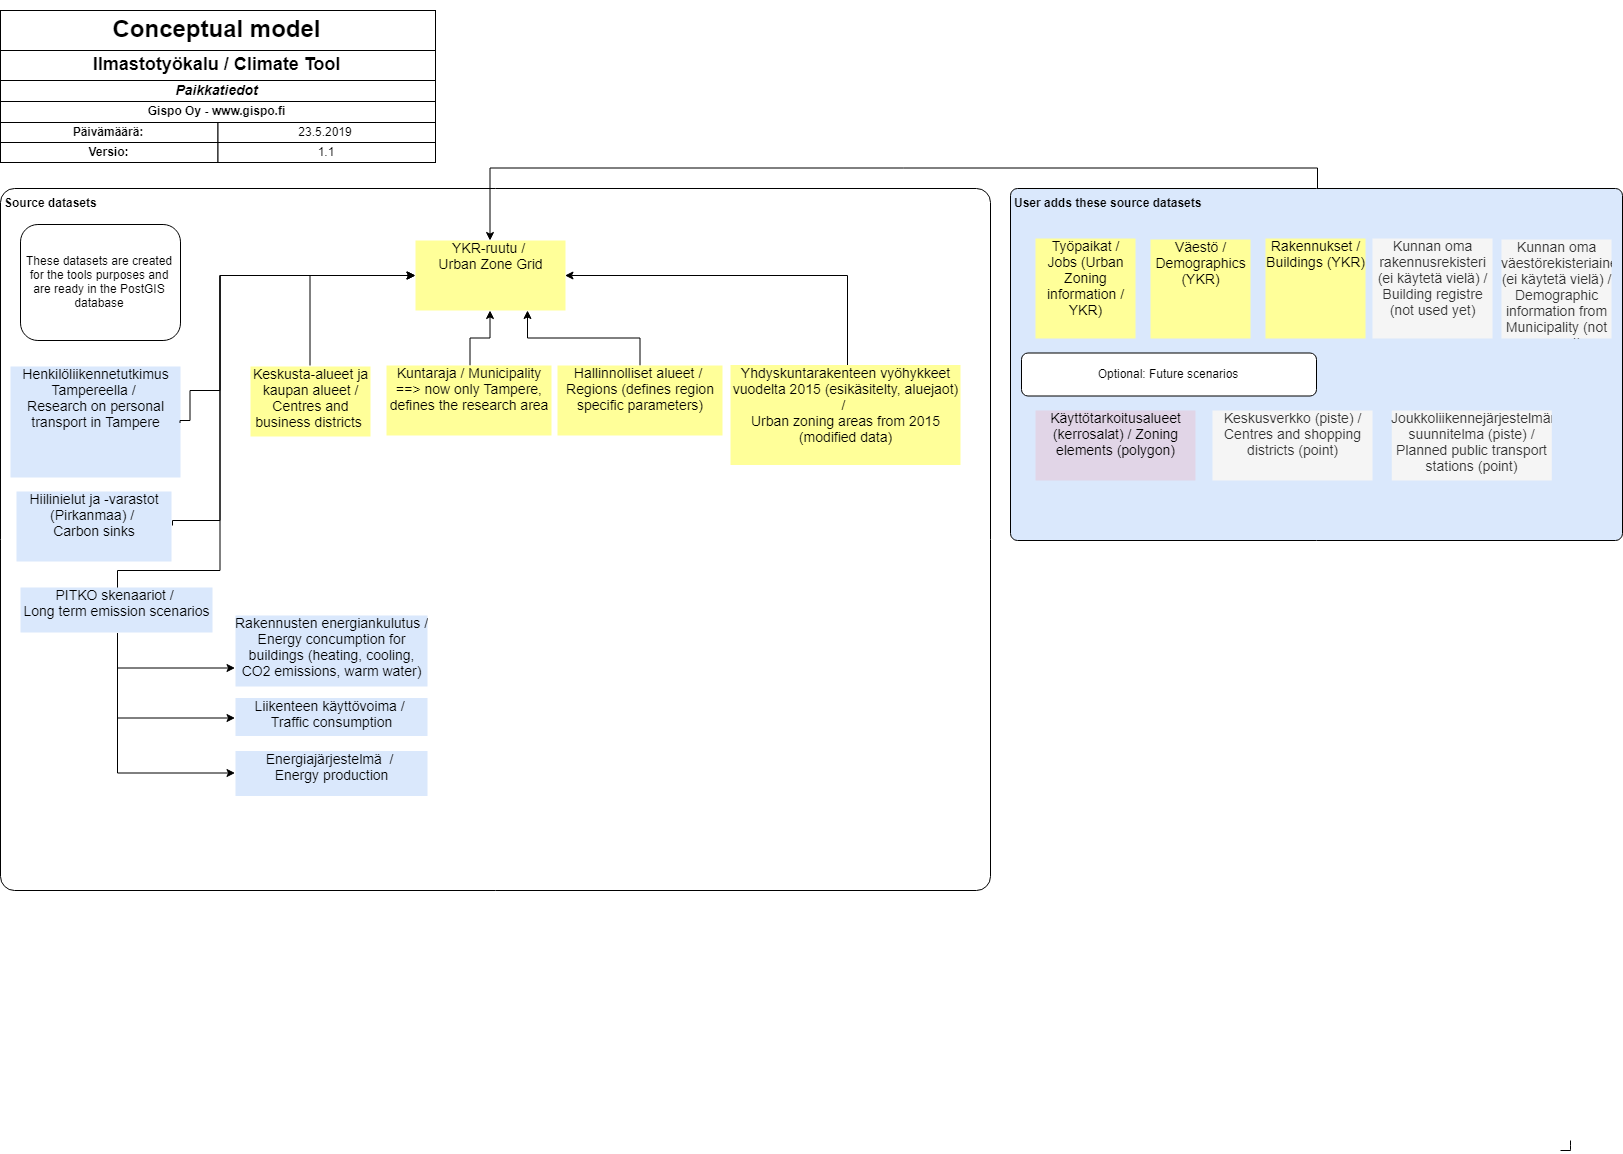 Conceptual model
Ilmastotyökalu / Climate Tool
Paikkatiedot
Gispo Oy - www.gispo.fi
Päivämäärä:
23.5.2019
Versio:
1.1
Source datasets
These datasets are created
for the tools purposes and
are ready in the PostGIS
database
YKR-ruutu /
Urban Zone Grid
Henkilöliikennetutkimus
Tampereella /
Research on personal
transport in Tampere
Keskusta-alueet ja
kaupan alueet /
Centres and
business districts
Kuntaraja / Municipality
==> now only Tampere,
defines the research area
Hallinnolliset alueet /
Regions (defines region
specific parameters)
Yhdyskuntarakenteen vyöhykkeet
vuodelta 2015 (esikäsitelty, aluejaot)
/
Urban zoning areas from 2015
(modified data)
Hiilinielut ja -varastot
(Pirkanmaa) /
Carbon sinks
PITKO skenaariot /
Long term emission scenarios
Rakennusten energiankulutus /
Energy concumption for
buildings (heating, cooling,
CO2 emissions, warm water)
Liikenteen käyttövoima /
Traffic consumption
Energiajärjestelmä /
Energy production
User adds these source datasets
Työpaikat /
Jobs (Urban
Zoning
information /
YKR)
Väestö /
Demographics
(YKR)
Rakennukset /
Buildings (YKR)
Kunnan oma
rakennusrekisteri
(ei käytetä vielä) /
Building registre
(not used yet)
Kunnan oma
väestörekisteriaine
(ei käytetä vielä) /
Demographic
information from
Municipality (not
Optional: Future scenarios
Käyttötarkoitusalueet
(kerrosalat) / Zoning
elements (polygon)
Keskusverkko (piste) /
Centres and shopping
districts (point)
Joukkoliikennejärjestelmän
suunnitelma (piste) /
Planned public transport
stations (point)